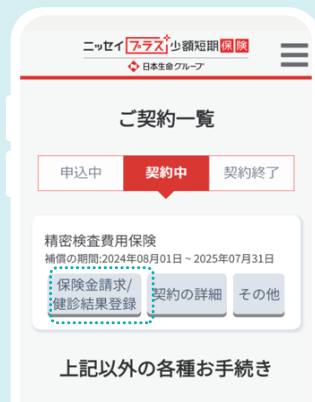 ニッセイ プラス 少額短期 保険
日本生命グループ
ご契約一覧
申込中 契約中 契約終了
精密検査費用保険
補償の期間:2024年08月01日 ~ 2025年07月31日
保険金請求/
健診結果登録
契約の詳細 その他
上記以外の各種お手続き